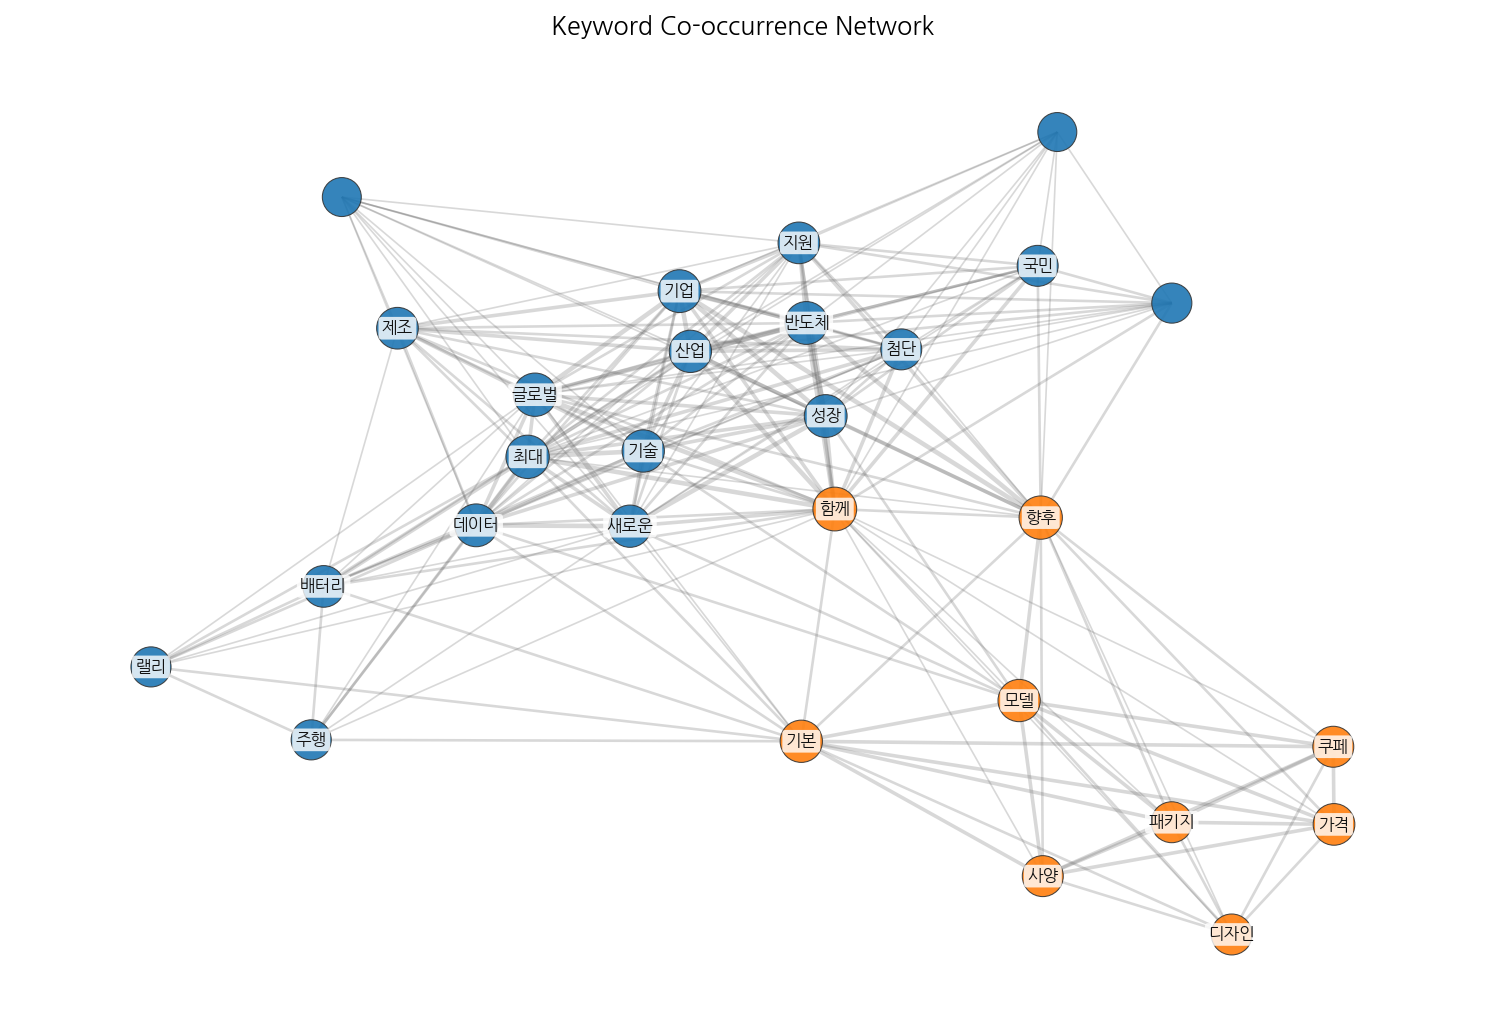 Keyword Co-occurrence Network
지원
국민
기업
반도체
제조
산업
첨단
글로벌
성장
기술
최대
함께
향후
데이터
새로운
배터리
랠리
모델
주행
기본
쿠페
패키지
가격
사양
디자인